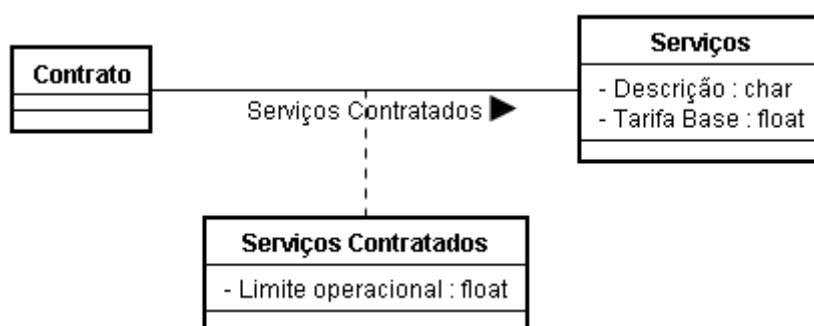 Contrato
Serviços Contratados ▶
Serviços
- Descrição : char
- Tarifa Base : float
Serviços Contratados
- Limite operacional : float